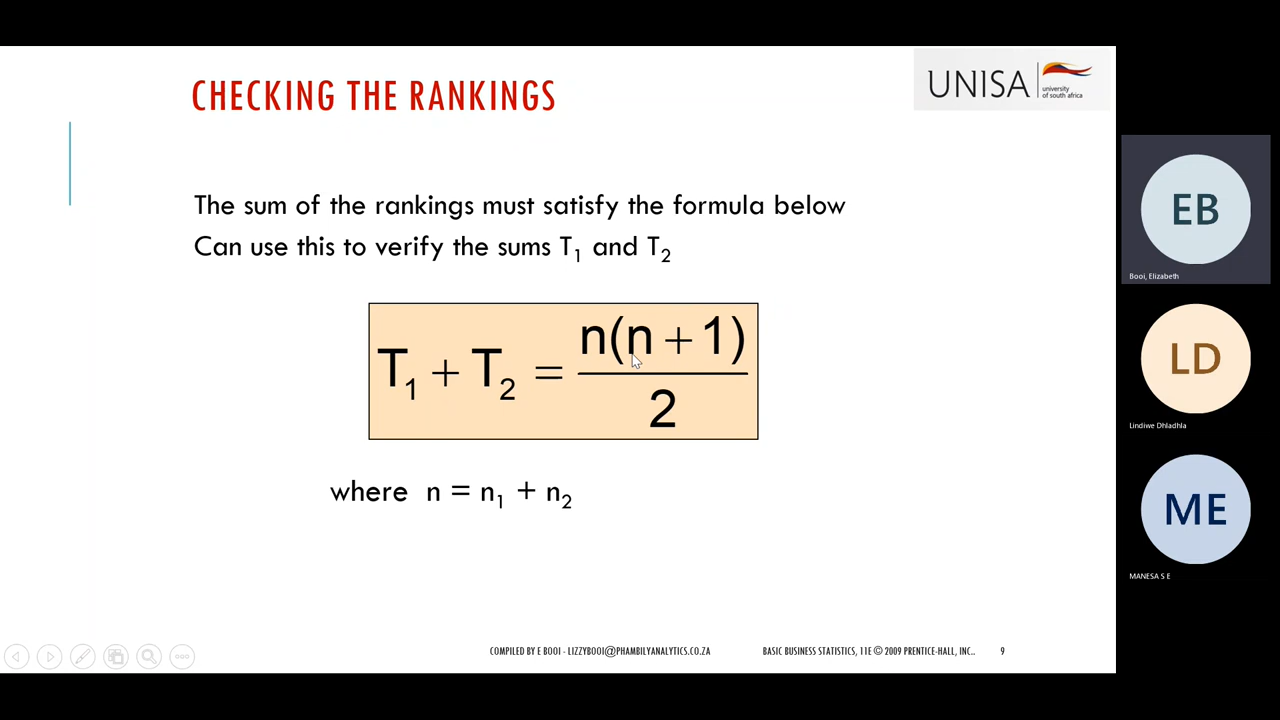 CHECKING THE RANKINGS
UNISA
university
of south africa
The sum of the rankings must satisfy the formula below
Can use this to verify the sums T₁ and T₂
T₁ + T₂ = n(n + 1) / 2
where n = n₁ + n₂
COMPILED BY E BOOI - LIZZYBOOI@PHAMBILYANALYTICS.CO.ZA
BASIC BUSINESS STATISTICS, 11E © 2009 PRENTICE-HALL, INC..
9
EB
Booi, Elizabeth
LD
Lindiwe Dhladhla
ME
MANESA S E